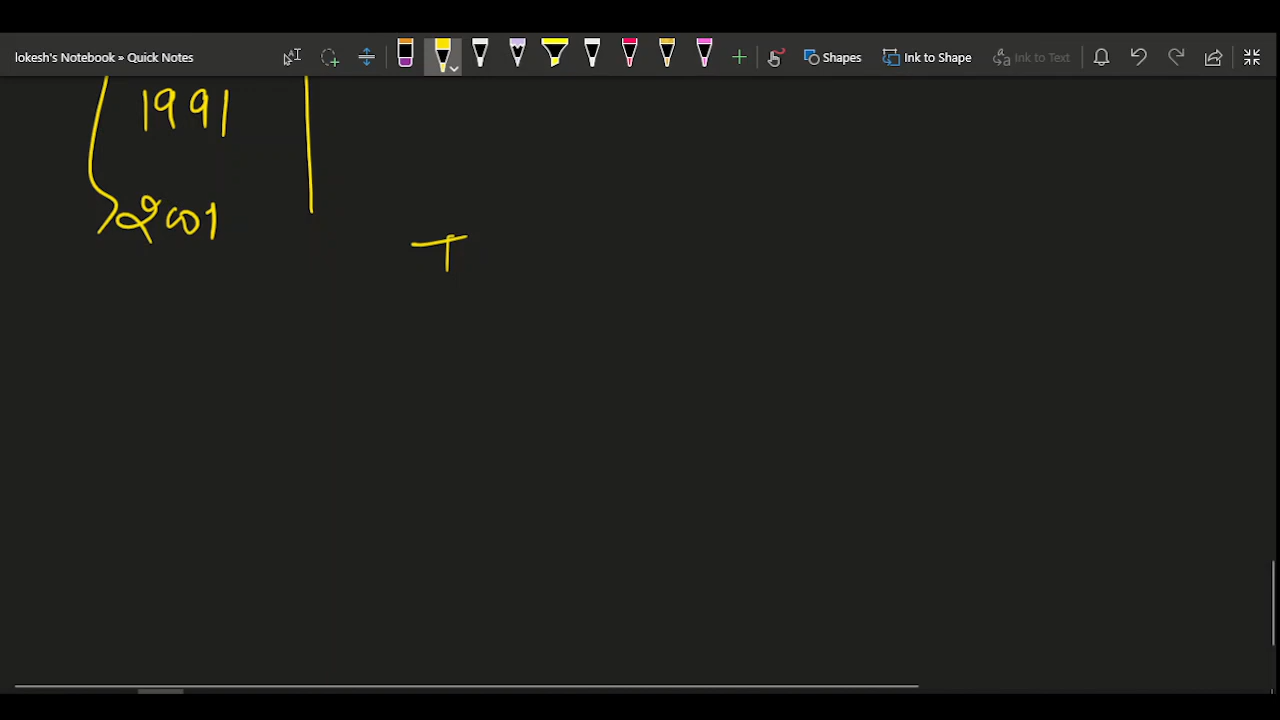 lokesh's Notebook » Quick Notes
Shapes
Ink to Shape
Ink to Text
1991
2001
T